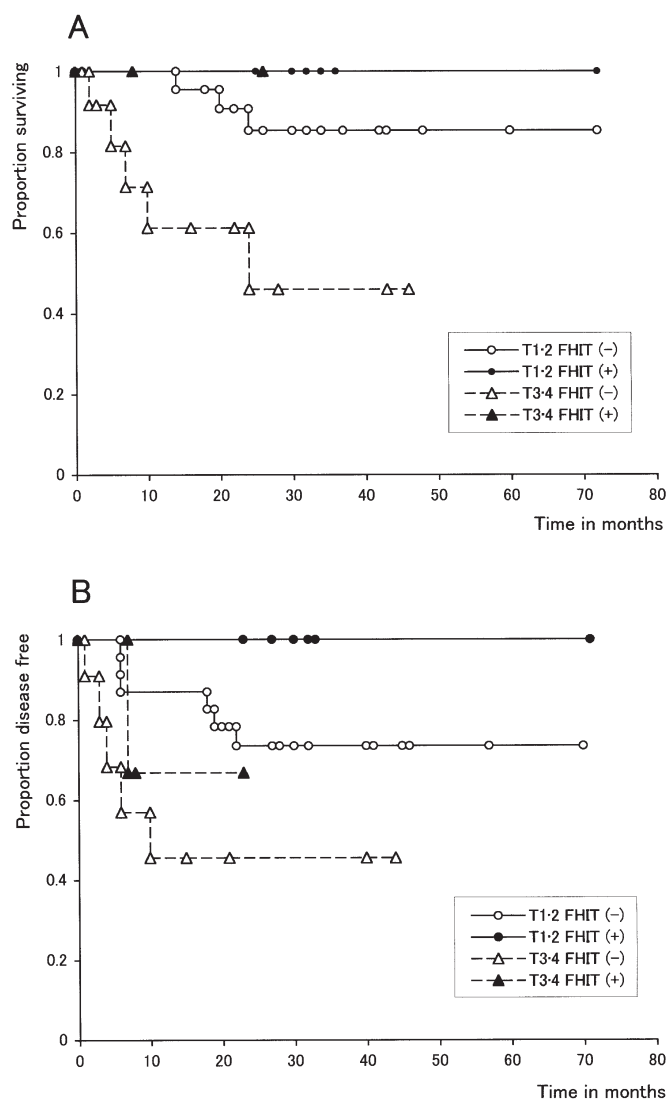 A
Proportion surviving
1
0.8
0.6
0.4
0.2
0
0 10 20 30 40 50 60 70 80
Time in months
T1·2 FHIT (−)
T1·2 FHIT (+)
T3·4 FHIT (−)
T3·4 FHIT (+)
B
Proportion disease free
1
0.8
0.6
0.4
0.2
0
0 10 20 30 40 50 60 70 80
Time in months
T1·2 FHIT (−)
T1·2 FHIT (+)
T3·4 FHIT (−)
T3·4 FHIT (+)